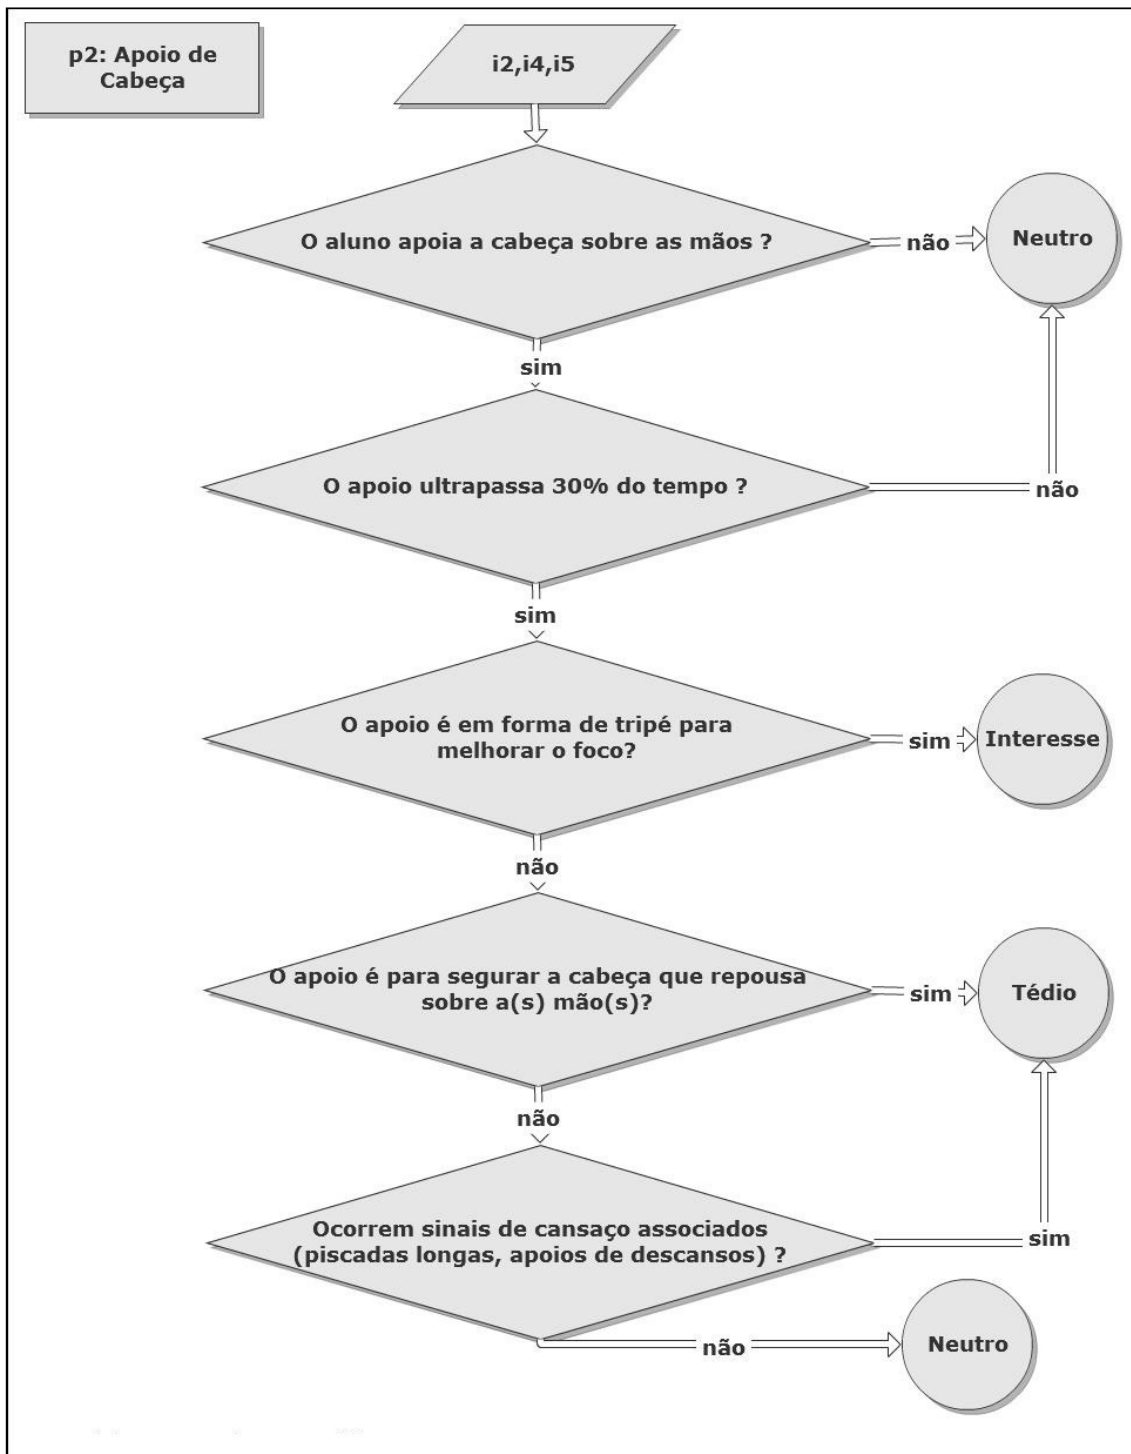 p2: Apoio de
Cabeça
i2,i4,i5
O aluno apoia a cabeça sobre as mãos ?
não
Neutro
sim
O apoio ultrapassa 30% do tempo ?
não
sim
O apoio é em forma de tripé para
melhorar o foco?
sim
Interesse
não
O apoio é para segurar a cabeça que repousa
sobre a(s) mão(s)?
sim
Tédio
não
Ocorrem sinais de cansaço associados
(piscadas longas, apoios de descansos) ?
sim
não
Neutro